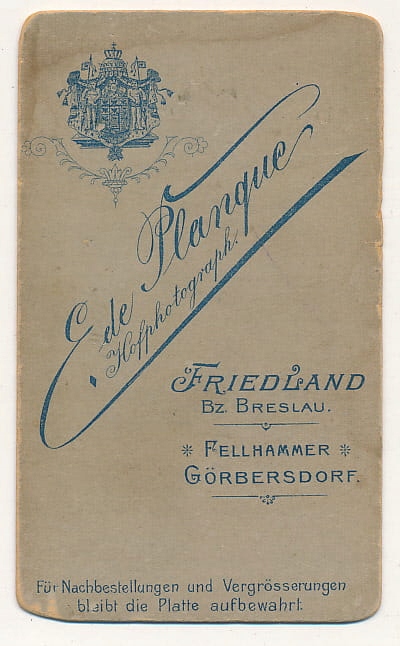 E. de Planque
Hofphotograph.
FRIEDLAND
BZ. BRESLAU.
* FELLHAMMER *
GÖRBERSDORF.
Für Nachbestellungen und Vergrösserungen
bleibt die Platte aufbewahrt.